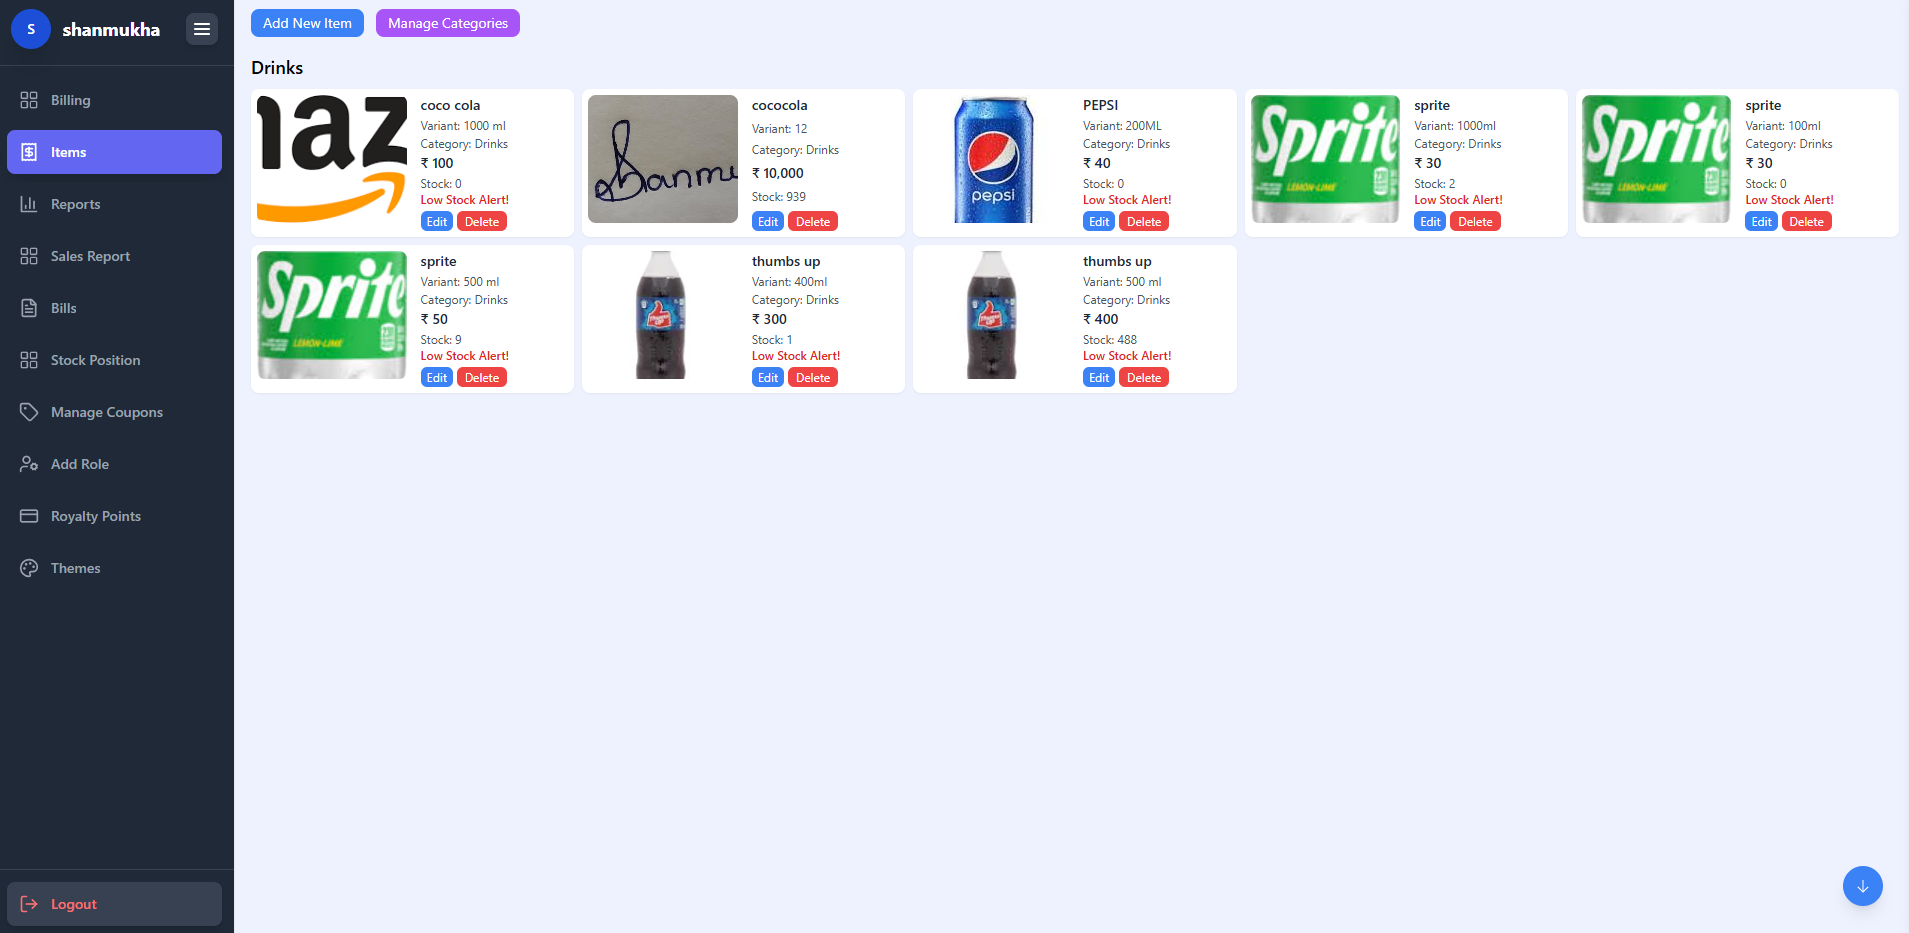 S
shanmukha
Billing
Items
Reports
Sales Report
Bills
Stock Position
Manage Coupons
Add Role
Royalty Points
Themes
Logout
Add New Item
Manage Categories
Drinks
maz
coco cola
Variant: 1000 ml
Category: Drinks
₹ 100
Stock: 0
Low Stock Alert!
Edit
Delete
cococola
Variant: 12
Category: Drinks
₹ 10,000
Stock: 939
Edit
Delete
pepsi
PEPSI
Variant: 200ML
Category: Drinks
₹ 40
Stock: 0
Low Stock Alert!
Edit
Delete
Sprite
LEMON-LIME
sprite
Variant: 1000ml
Category: Drinks
₹ 30
Stock: 2
Low Stock Alert!
Edit
Delete
Sprite
LEMON-LIME
sprite
Variant: 100ml
Category: Drinks
₹ 30
Stock: 0
Low Stock Alert!
Edit
Delete
Sprite
LEMON-LIME
sprite
Variant: 500 ml
Category: Drinks
₹ 50
Stock: 9
Low Stock Alert!
Edit
Delete
thumbs up
Variant: 400ml
Category: Drinks
₹ 300
Stock: 1
Low Stock Alert!
Edit
Delete
thumbs up
Variant: 500 ml
Category: Drinks
₹ 400
Stock: 488
Low Stock Alert!
Edit
Delete